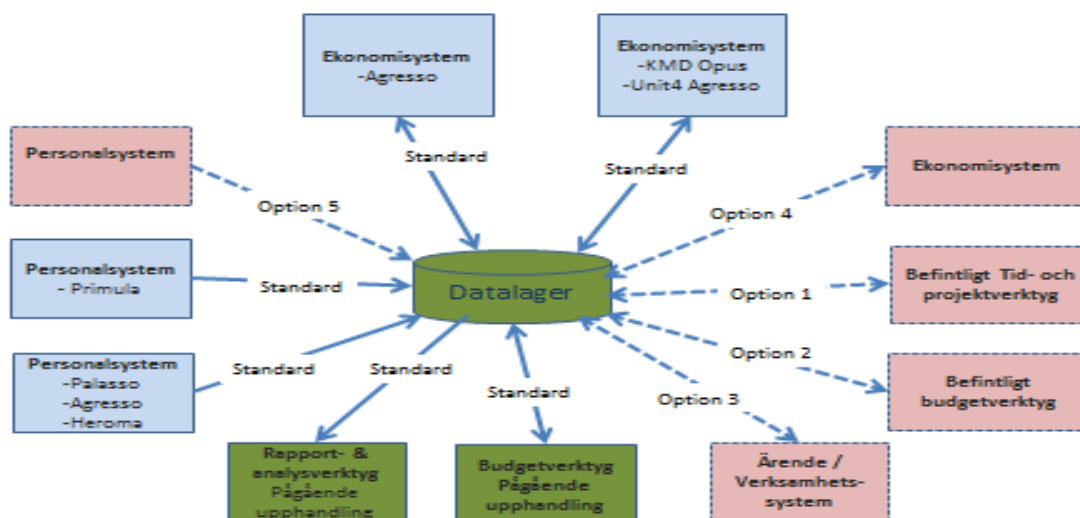 Ekonomisystem
-Agresso
Ekonomisystem
-KMD Opus
-Unit4 Agresso
Personalsystem
Standard
Standard
Ekonomisystem
Option 5
Option 4
Personalsystem
- Primula
Standard
Datalager
Option 1
Befintligt Tid- och
projektverktyg
Personalsystem
-Palasso
-Agresso
-Heroma
Standard
Standard
Standard
Option 2
Option 3
Befintligt
budgetverktyg
Rapport- &
analysverktyg
Pågående
upphandling
Budgetverktyg
Pågående
upphandling
Ärende /
Verksamhets-
system